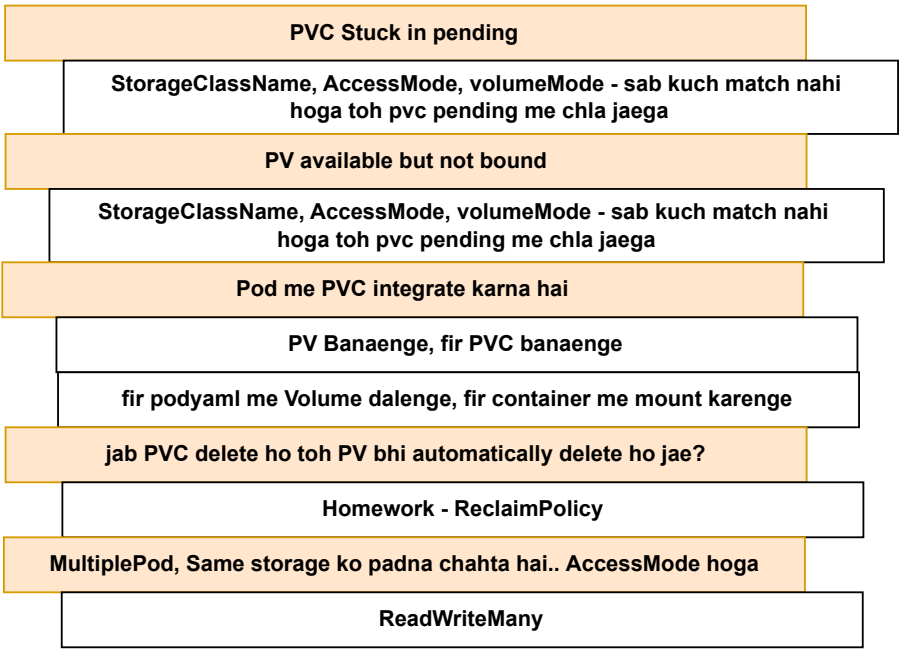 PVC Stuck in pending
StorageClassName, AccessMode, volumeMode - sab kuch match nahi
hoga toh pvc pending me chla jaega
PV available but not bound
StorageClassName, AccessMode, volumeMode - sab kuch match nahi
hoga toh pvc pending me chla jaega
Pod me PVC integrate karna hai
PV Banaenge, fir PVC banaenge
fir podyaml me Volume dalenge, fir container me mount karenge
jab PVC delete ho toh PV bhi automatically delete ho jae?
Homework - ReclaimPolicy
MultiplePod, Same storage ko padna chahta hai.. AccessMode hoga
ReadWriteMany